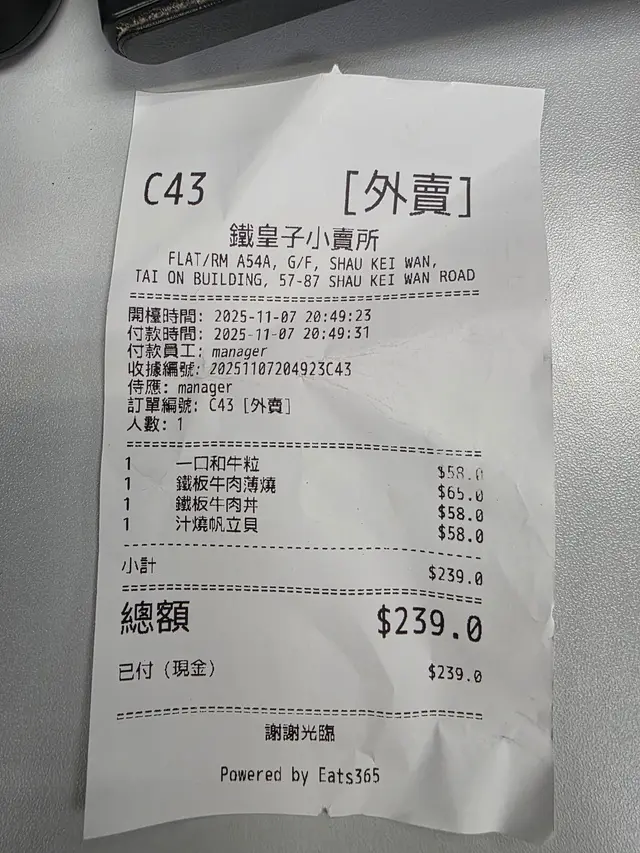 C43 [外賣]
鐵皇子小賣所
FLAT/RM A54A, G/F, SHAU KEI WAN,
TAI ON BUILDING, 57-87 SHAU KEI WAN ROAD
開檯時間: 2025-11-07 20:49:23
付款時間: 2025-11-07 20:49:31
付款員工: manager
收據編號: 20251107204923C43
侍應: manager
訂單編號: C43 [外賣]
人數: 1
1 一口和牛粒 $58.0
1 鐵板牛肉薄燒 $65.0
1 鐵板牛肉丼 $58.0
1 汁燒帆立貝 $58.0
小計 $239.0
總額 $239.0
已付 (現金) $239.0
謝謝光臨
Powered by Eats365